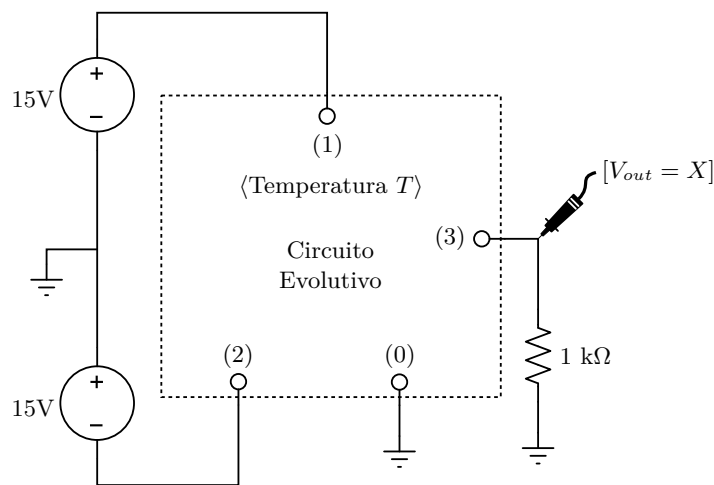 15V
+
−
(1)
⟨Temperatura T⟩
[V_out = X]
(3)
Circuito
Evolutivo
(2)
(0)
1 kΩ
15V
+
−